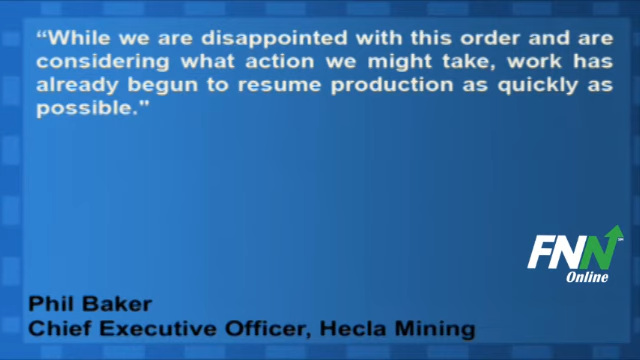 “While we are disappointed with this order and are
considering what action we might take, work has
already begun to resume production as quickly as
possible."
FNN
Online
Phil Baker
Chief Executive Officer, Hecla Mining